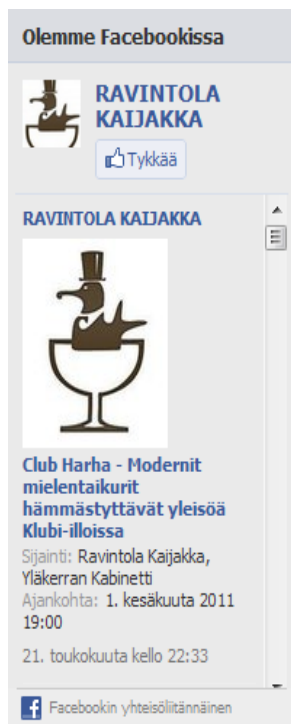 Olemme Facebookissa
RAVINTOLA
KAIJAKKA
Tykkää
RAVINTOLA KAIJAKKA
Club Harha - Modernit
mielentaikurit
hämmästyttävät yleisöä
Klubi-illoissa
Sijainti: Ravintola Kaijakka,
Yläkerran Kabinetti
Ajankohta: 1. kesäkuuta 2011
19:00
21. toukokuuta kello 22:33
Facebookin yhteisöliitännäinen